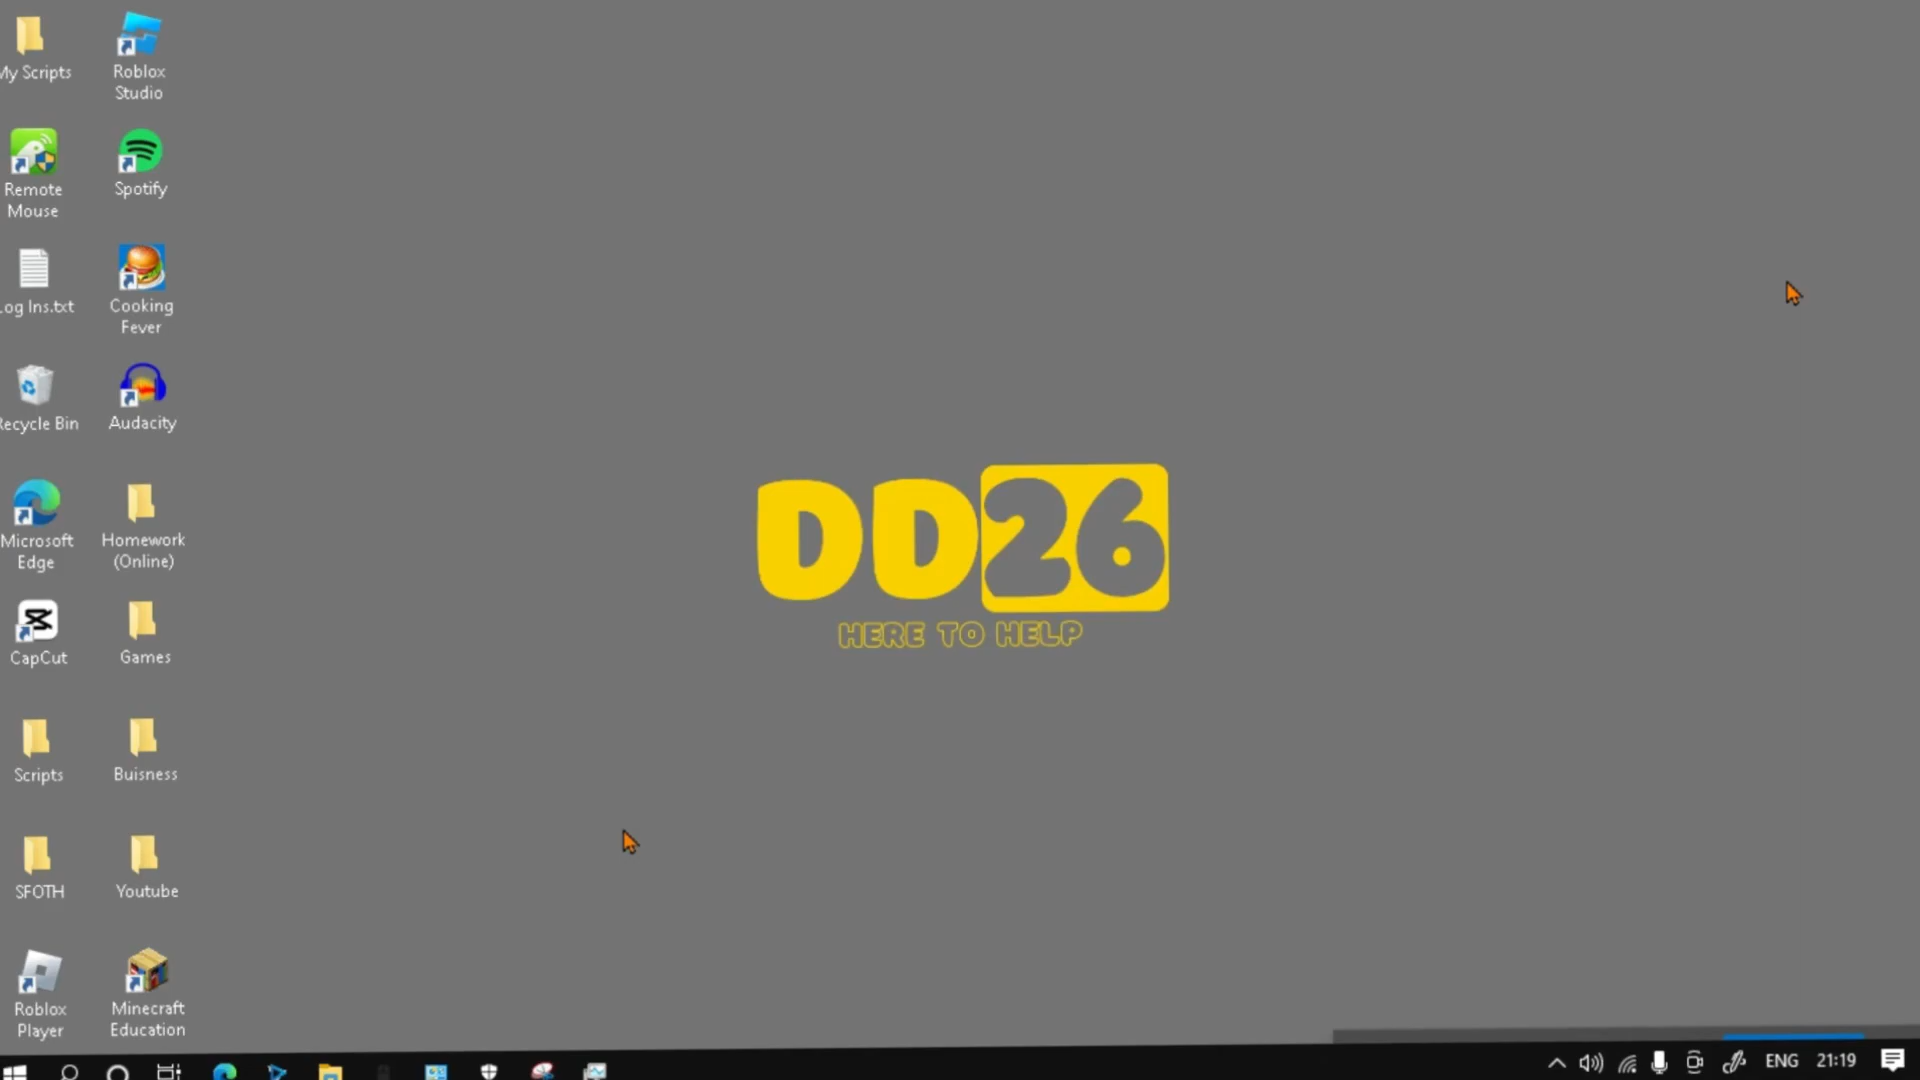 My Scripts
Roblox
Studio
Remote
Mouse
Spotify
Log Ins.txt
Cooking
Fever
Recycle Bin
Audacity
Microsoft
Edge
Homework
(Online)
CapCut
Games
Scripts
Buisness
SFOTH
Youtube
Roblox
Player
Minecraft
Education
DD26
HERE TO HELP
ENG
21:19